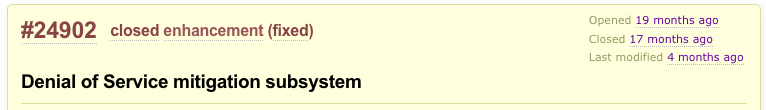 #24902 closed enhancement (fixed)
Opened 19 months ago
Closed 17 months ago
Last modified 4 months ago
Denial of Service mitigation subsystem